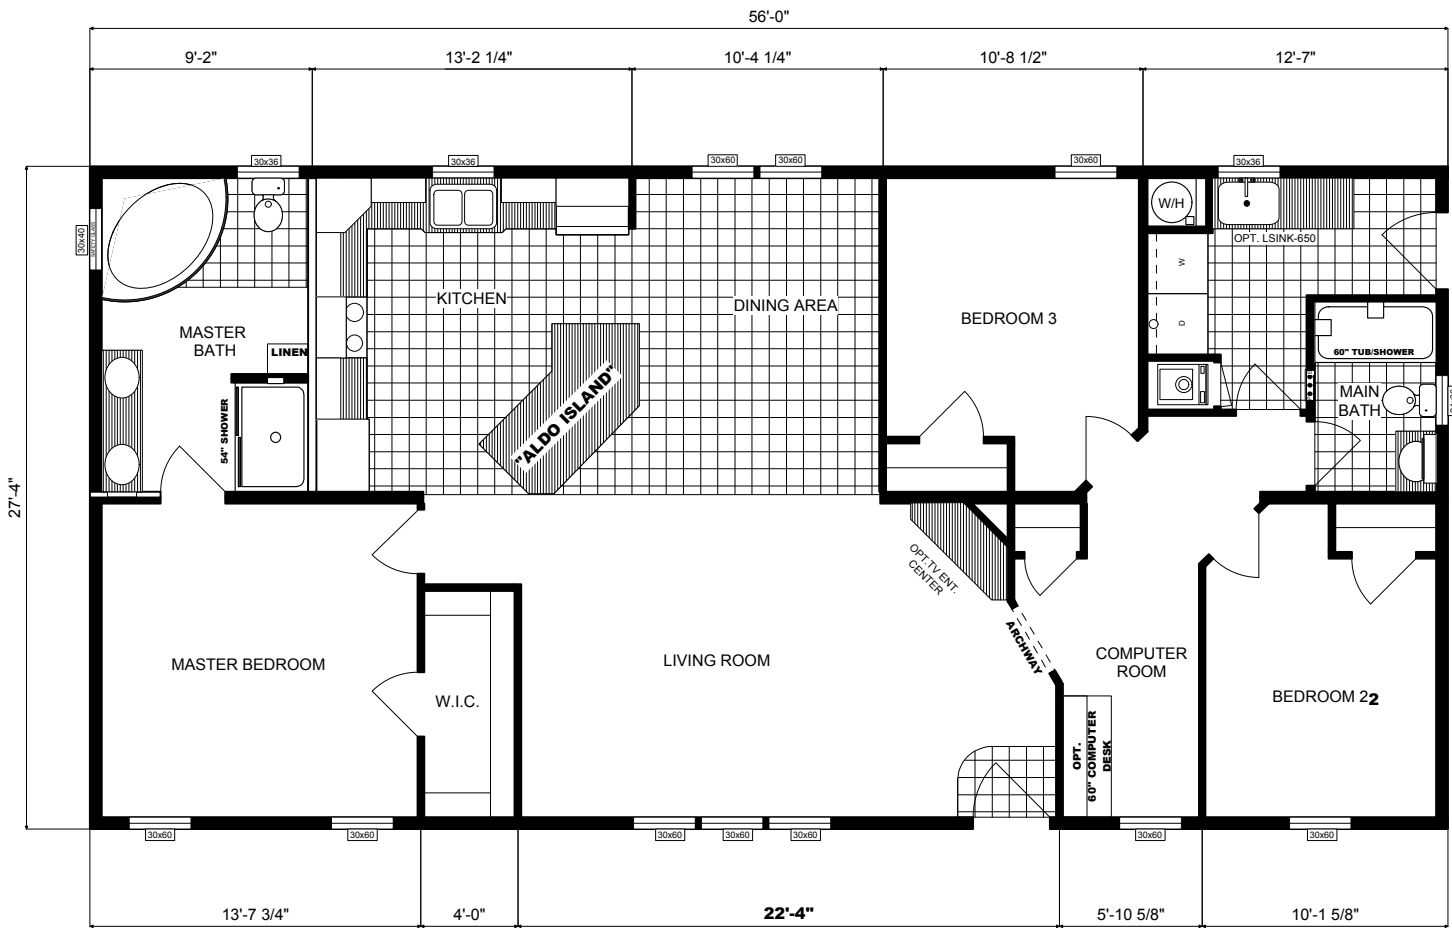 56'-0"
9'-2"
13'-2 1/4"
10'-4 1/4"
10'-8 1/2"
12'-7"
30x36
30x36
30x60
30x60
30x60
30x36
30x40
SAFETY GLASS
W/H
OPT. LSINK-650
W
D
KITCHEN
DINING AREA
BEDROOM 3
MASTER
BATH
LINEN
54" SHOWER
"ALDO ISLAND"
60" TUB/SHOWER
MAIN
BATH
27'-4"
OPT.TV ENT.
CENTER
ARCHWAY
MASTER BEDROOM
W.I.C.
LIVING ROOM
COMPUTER
ROOM
BEDROOM 22
OPT.
60" COMPUTER
DESK
30x60
30x60
30x60
30x60
30x60
30x60
30x60
13'-7 3/4"
4'-0"
22'-4"
5'-10 5/8"
10'-1 5/8"